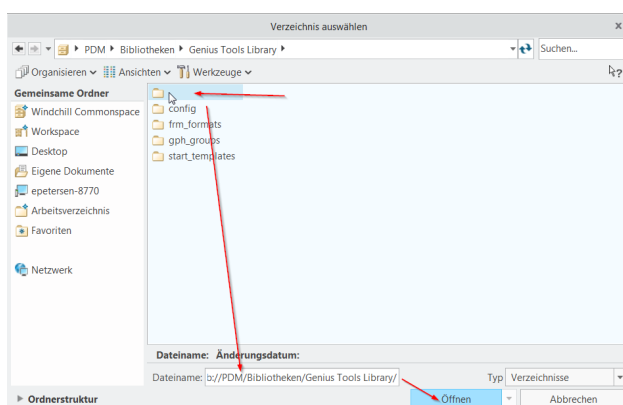 Verzeichnis auswählen
x
PDM Bibliotheken Genius Tools Library
Suchen...
Organisieren Ansichten Werkzeuge
?
Gemeinsame Ordner
Windchill Commonspace
Workspace
Desktop
Eigene Dokumente
epetersen-8770
Arbeitsverzeichnis
Favoriten
Netzwerk
config
frm_formats
gph_groups
start_templates
Dateiname: Änderungsdatum:
Dateiname: ://PDM/Bibliotheken/Genius Tools Library/
Typ Verzeichnisse
Ordnerstruktur
Öffnen
Abbrechen